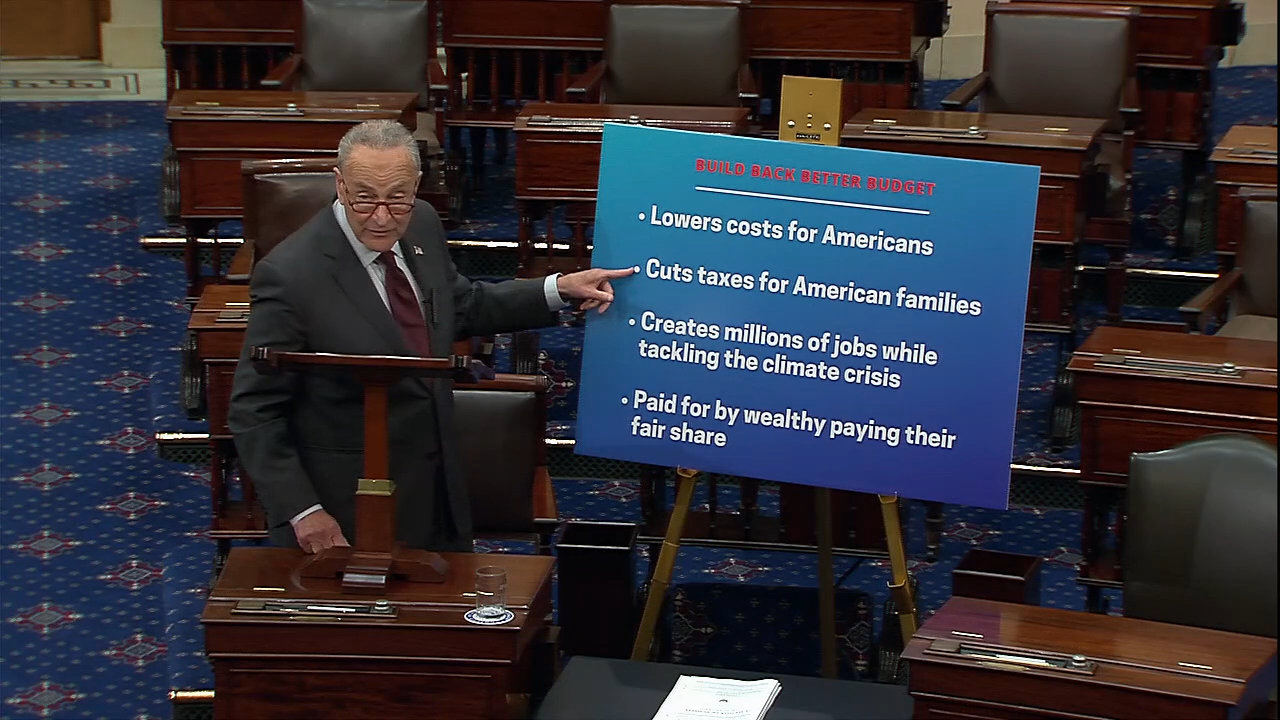 BUILD BACK BETTER BUDGET
• Lowers costs for Americans
• Cuts taxes for American families
• Creates millions of jobs while
tackling the climate crisis
• Paid for by wealthy paying their
fair share